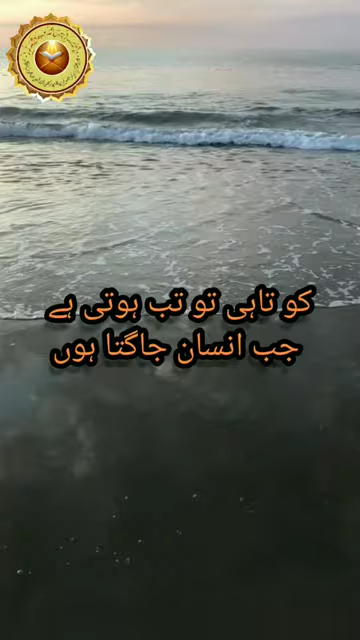 کو تاہی تو تب ہوتی ہے
جب انسان جاگتا ہوں